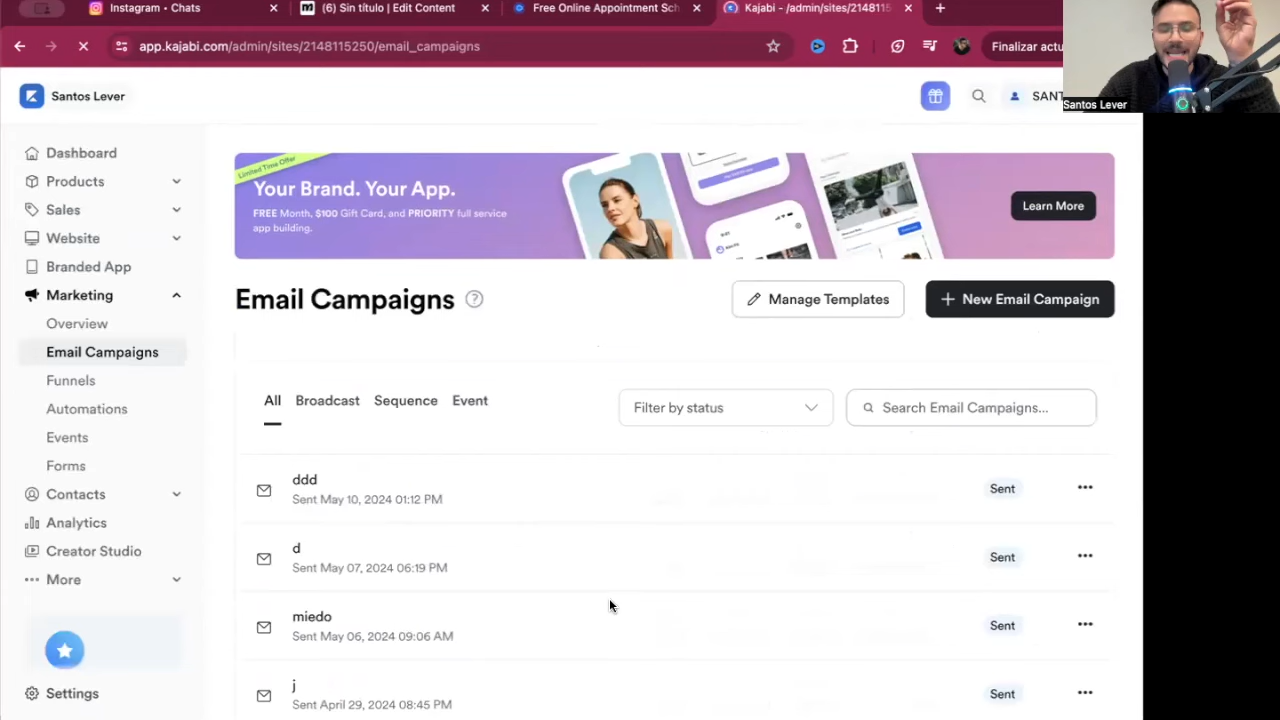 Instagram • Chats
(6) Sin título | Edit Content
Free Online Appointment Sch
Kajabi - /admin/sites/2148115
app.kajabi.com/admin/sites/2148115250/email_campaigns
Finalizar actu
Santos Lever
SANT
Santos Lever
Dashboard
Products
Sales
Website
Branded App
Marketing
Overview
Email Campaigns
Funnels
Automations
Events
Forms
Contacts
Analytics
Creator Studio
More
Settings
Limited Time Offer
Your Brand. Your App.
FREE Month, $100 Gift Card, and PRIORITY full service
app building.
Learn More
Email Campaigns
Manage Templates
New Email Campaign
All
Broadcast
Sequence
Event
Filter by status
Search Email Campaigns...
ddd
Sent May 10, 2024 01:12 PM
Sent
d
Sent May 07, 2024 06:19 PM
Sent
miedo
Sent May 06, 2024 09:06 AM
Sent
j
Sent April 29, 2024 08:45 PM
Sent